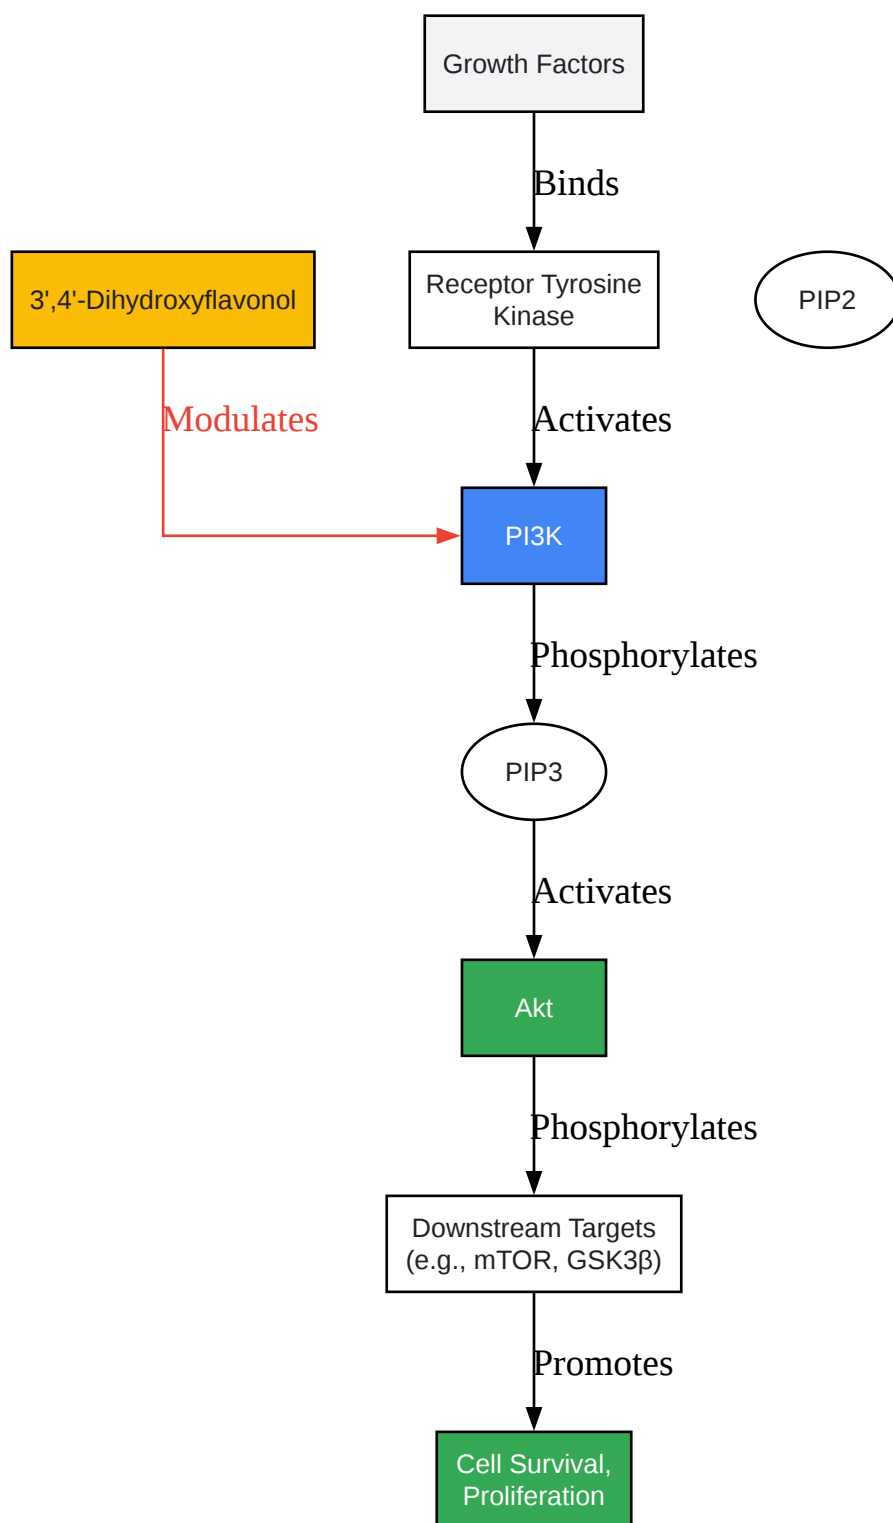 Growth Factors
Binds
3',4'-Dihydroxyflavonol
Receptor Tyrosine
Kinase
PIP2
Modulates
Activates
PI3K
Phosphorylates
PIP3
Activates
Akt
Phosphorylates
Downstream Targets
(e.g., mTOR, GSK3β)
Promotes
Cell Survival,
Proliferation